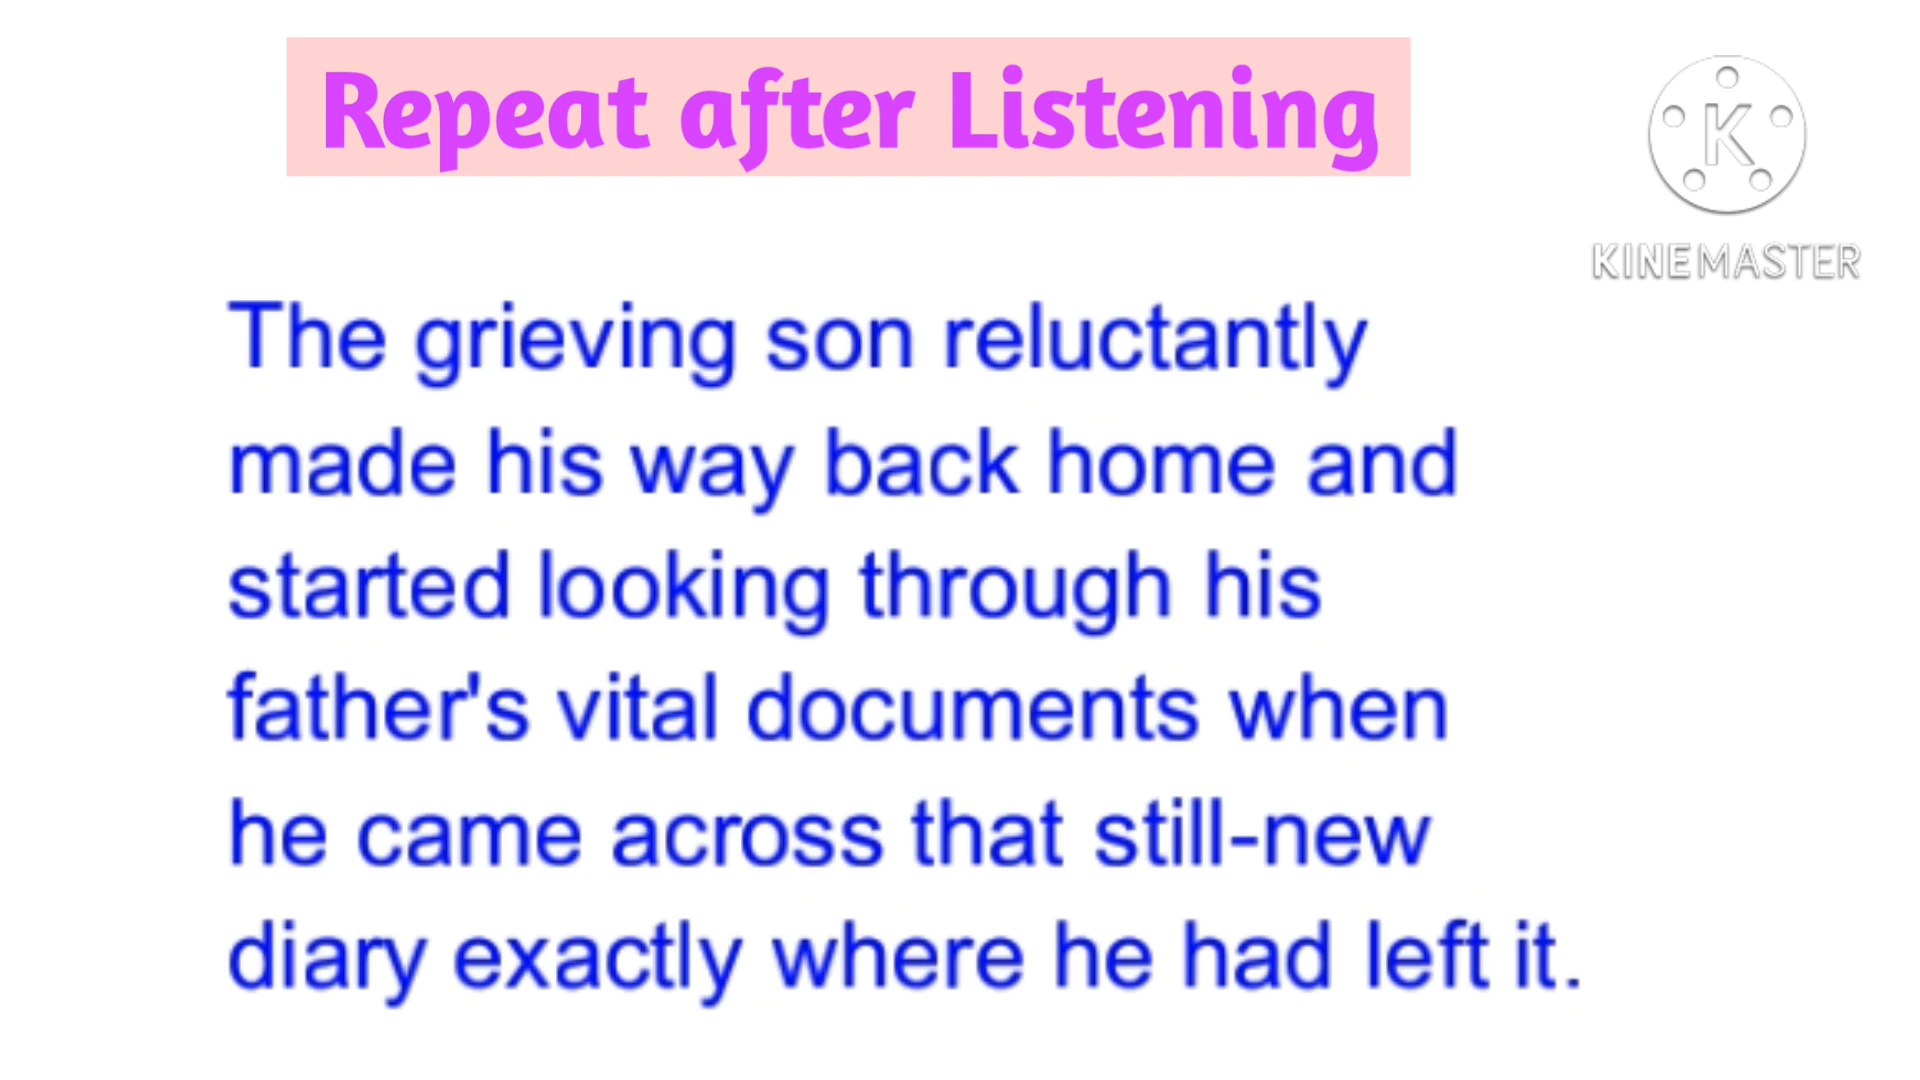 Repeat after Listening
K
KINEMASTER
The grieving son reluctantly
made his way back home and
started looking through his
father's vital documents when
he came across that still-new
diary exactly where he had left it.